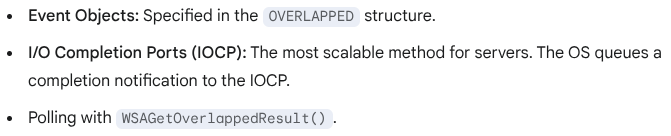 • Event Objects: Specified in the OVERLAPPED structure.
• I/O Completion Ports (IOCP): The most scalable method for servers. The OS queues a
completion notification to the IOCP.
• Polling with WSAGetOverlappedResult().